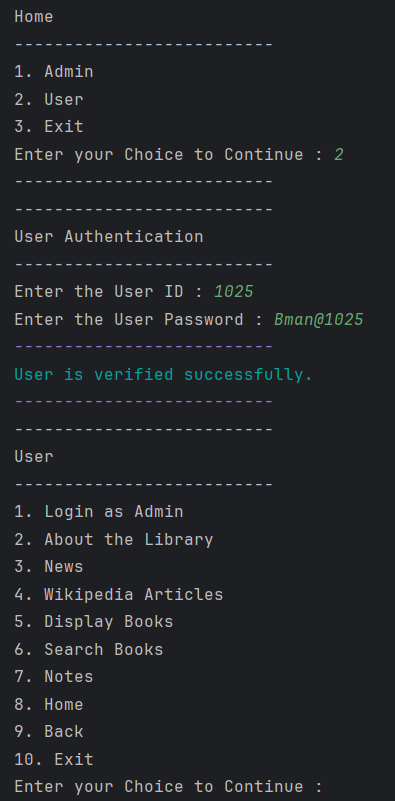 Home
--------------------------
1. Admin
2. User
3. Exit
Enter your Choice to Continue : 2
--------------------------
--------------------------
User Authentication
--------------------------
Enter the User ID : 1025
Enter the User Password : Bman@1025
--------------------------
User is verified successfully.
--------------------------
--------------------------
User
--------------------------
1. Login as Admin
2. About the Library
3. News
4. Wikipedia Articles
5. Display Books
6. Search Books
7. Notes
8. Home
9. Back
10. Exit
Enter your Choice to Continue :